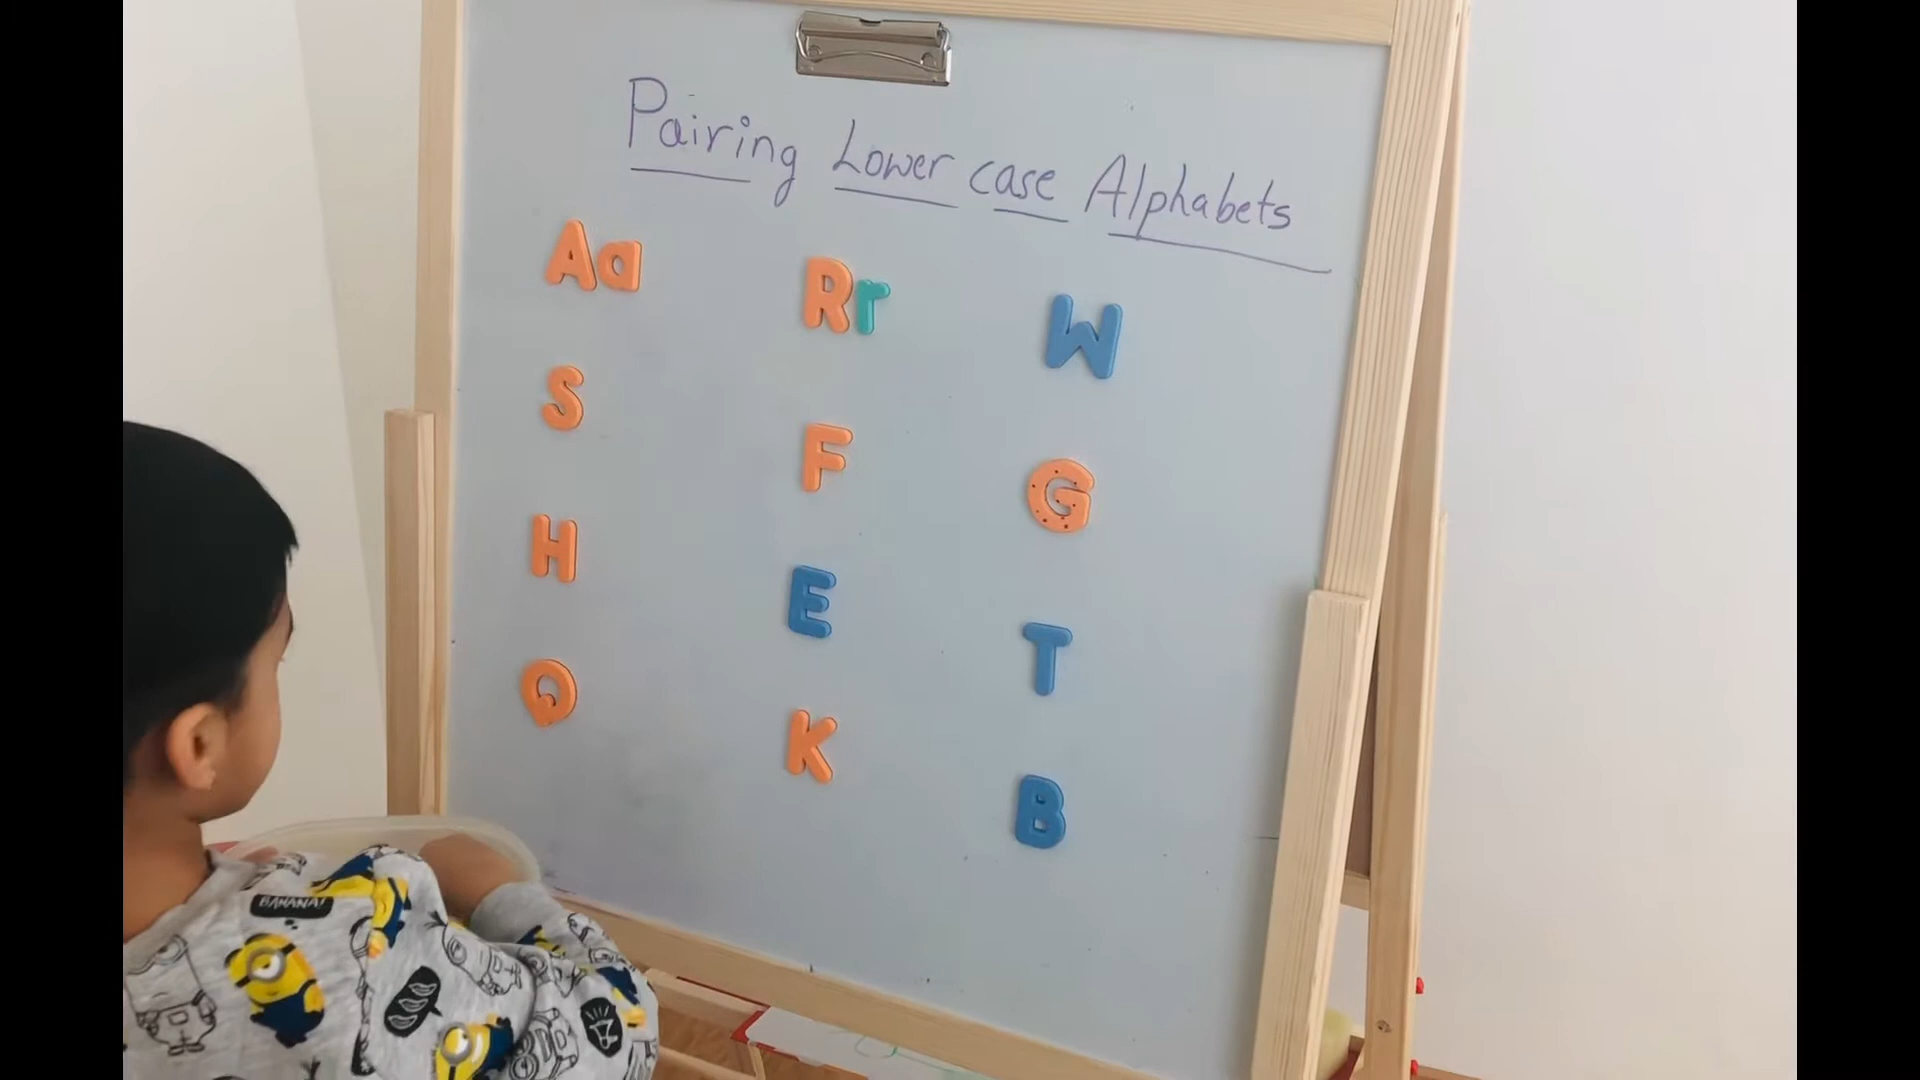 Pairing Lower case Alphabets
Aa Rr W
S F G
H E T
Q K B
BANANA!